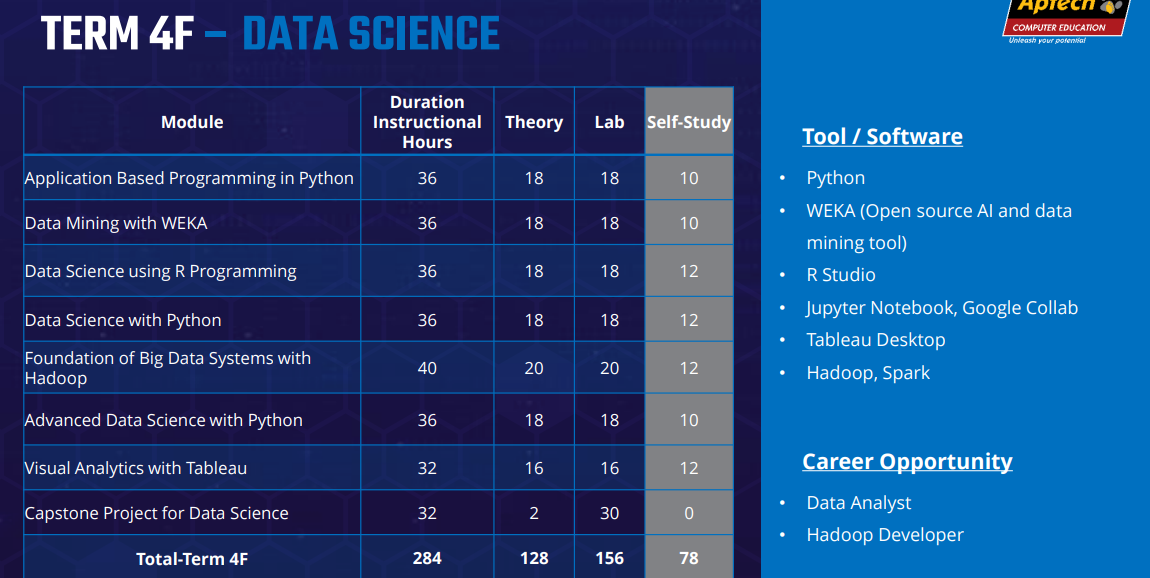 TERM 4F – DATA SCIENCE
Aptech
COMPUTER EDUCATION
Unleash your potential
Module Duration Instructional Hours Theory Lab Self-Study
Application Based Programming in Python 36 18 18 10
Data Mining with WEKA 36 18 18 10
Data Science using R Programming 36 18 18 12
Data Science with Python 36 18 18 12
Foundation of Big Data Systems with Hadoop 40 20 20 12
Advanced Data Science with Python 36 18 18 10
Visual Analytics with Tableau 32 16 16 12
Capstone Project for Data Science 32 2 30 0
Total-Term 4F 284 128 156 78
Tool / Software
• Python
• WEKA (Open source AI and data
mining tool)
• R Studio
• Jupyter Notebook, Google Collab
• Tableau Desktop
• Hadoop, Spark
Career Opportunity
• Data Analyst
• Hadoop Developer